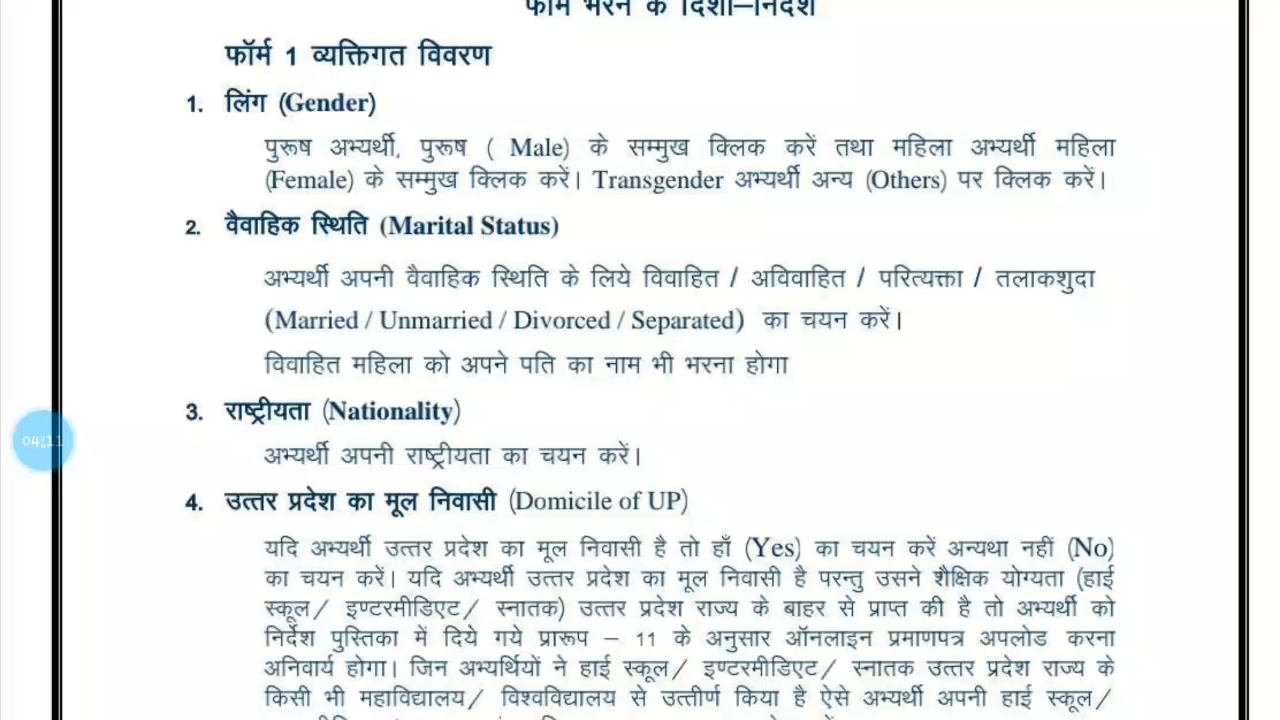 फॉर्म भरने के दिशा–निर्देश
फॉर्म 1 व्यक्तिगत विवरण
1. लिंग (Gender)
पुरूष अभ्यर्थी, पुरूष ( Male) के सम्मुख क्लिक करें तथा महिला अभ्यर्थी महिला
(Female) के सम्मुख क्लिक करें। Transgender अभ्यर्थी अन्य (Others) पर क्लिक करें।
2. वैवाहिक स्थिति (Marital Status)
अभ्यर्थी अपनी वैवाहिक स्थिति के लिये विवाहित / अविवाहित / परित्यक्ता / तलाकशुदा
(Married / Unmarried / Divorced / Separated) का चयन करें।
विवाहित महिला को अपने पति का नाम भी भरना होगा
3. राष्ट्रीयता (Nationality)
04:11
अभ्यर्थी अपनी राष्ट्रीयता का चयन करें।
4. उत्तर प्रदेश का मूल निवासी (Domicile of UP)
यदि अभ्यर्थी उत्तर प्रदेश का मूल निवासी है तो हाँ (Yes) का चयन करें अन्यथा नहीं (No)
का चयन करें। यदि अभ्यर्थी उत्तर प्रदेश का मूल निवासी है परन्तु उसने शैक्षिक योग्यता (हाई
स्कूल/ इण्टरमीडिएट/ स्नातक) उत्तर प्रदेश राज्य के बाहर से प्राप्त की है तो अभ्यर्थी को
निर्देश पुस्तिका में दिये गये प्रारूप – 11 के अनुसार ऑनलाइन प्रमाणपत्र अपलोड करना
अनिवार्य होगा। जिन अभ्यर्थियों ने हाई स्कूल/ इण्टरमीडिएट/ स्नातक उत्तर प्रदेश राज्य के
किसी भी महाविद्यालय/ विश्वविद्यालय से उत्तीर्ण किया है ऐसे अभ्यर्थी अपनी हाई स्कूल/